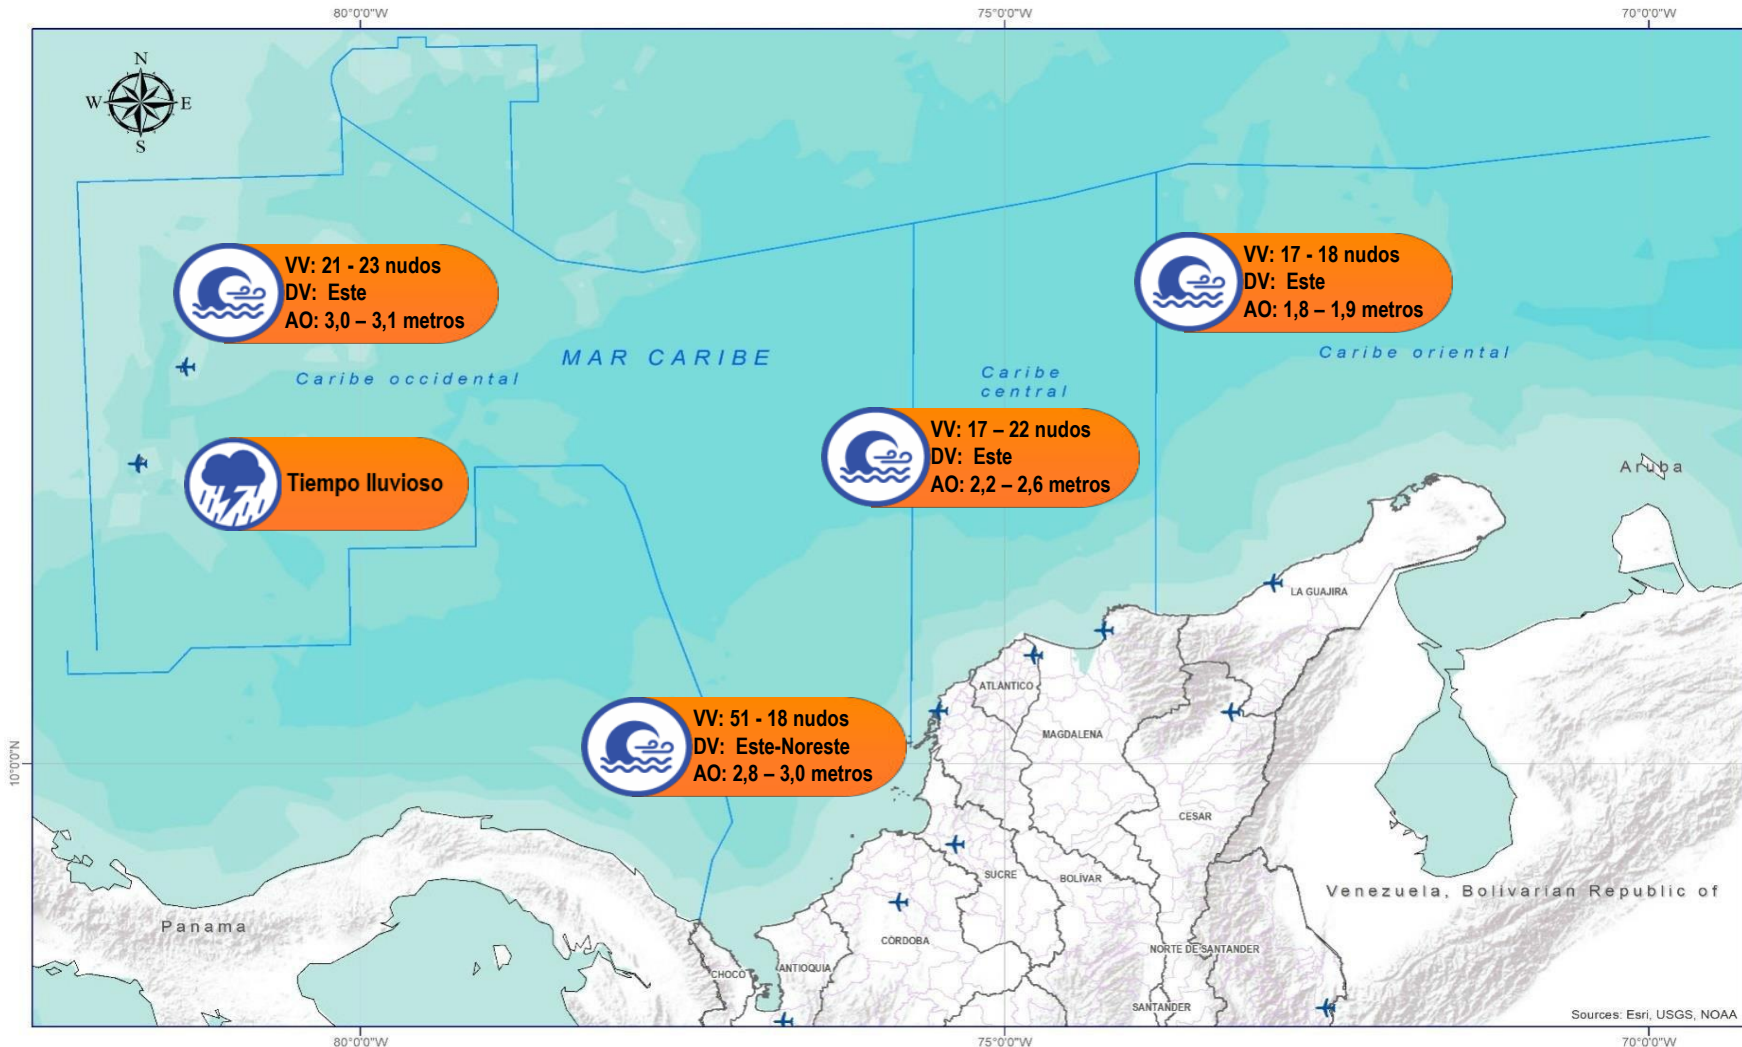 80°0'0"W
75°0'0"W
70°0'0"W
N
W
E
S
VV: 21 - 23 nudos
DV: Este
AO: 3,0 – 3,1 metros
VV: 17 - 18 nudos
DV: Este
AO: 1,8 – 1,9 metros
MAR CARIBE
Caribe occidental
Caribe
central
Caribe oriental
VV: 17 – 22 nudos
DV: Este
AO: 2,2 – 2,6 metros
Tiempo lluvioso
Aruba
LA GUAJIRA
ATLANTICO
VV: 51 - 18 nudos
DV: Este-Noreste
AO: 2,8 – 3,0 metros
MAGDALENA
10°0'0"N
CESAR
SUCRE
BOLÍVAR
Venezuela, Bolivarian Republic of
Panama
CÓRDOBA
NORTE DE SANTANDER
CHOCO
ANTIOQUIA
SANTANDER
Sources: Esri, USGS, NOAA
80°0'0"W
75°0'0"W
70°0'0"W